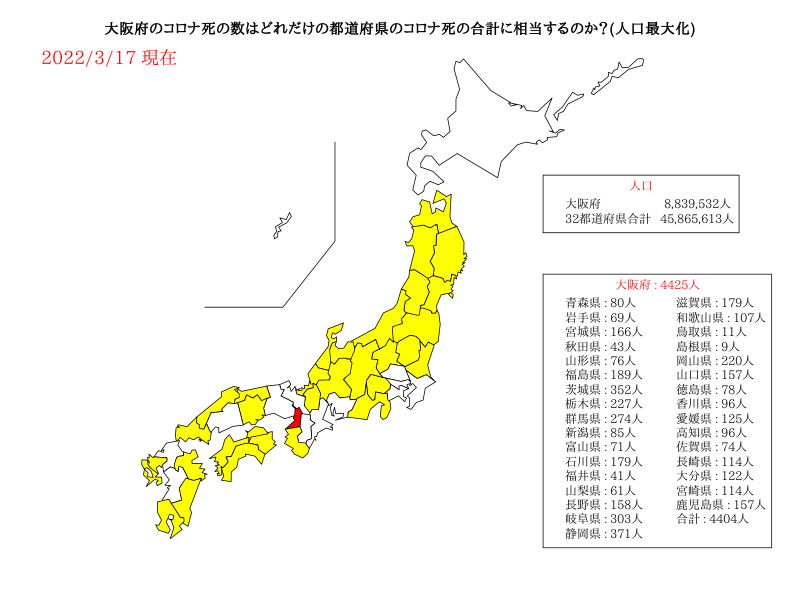 大阪府のコロナ死の数はどれだけの都道府県のコロナ死の合計に相当するのか?(人口最大化)
2022/3/17 現在
人口
大阪府 8,839,532人
32都道府県合計 45,865,613人
大阪府 : 4425人
青森県 : 80人
岩手県 : 69人
宮城県 : 166人
秋田県 : 43人
山形県 : 76人
福島県 : 189人
茨城県 : 352人
栃木県 : 227人
群馬県 : 274人
新潟県 : 85人
富山県 : 71人
石川県 : 179人
福井県 : 41人
山梨県 : 61人
長野県 : 158人
岐阜県 : 303人
静岡県 : 371人
滋賀県 : 179人
和歌山県 : 107人
鳥取県 : 11人
島根県 : 9人
岡山県 : 220人
山口県 : 157人
徳島県 : 78人
香川県 : 96人
愛媛県 : 125人
高知県 : 96人
佐賀県 : 74人
長崎県 : 114人
大分県 : 122人
宮崎県 : 114人
鹿児島県 : 157人
合計 : 4404人